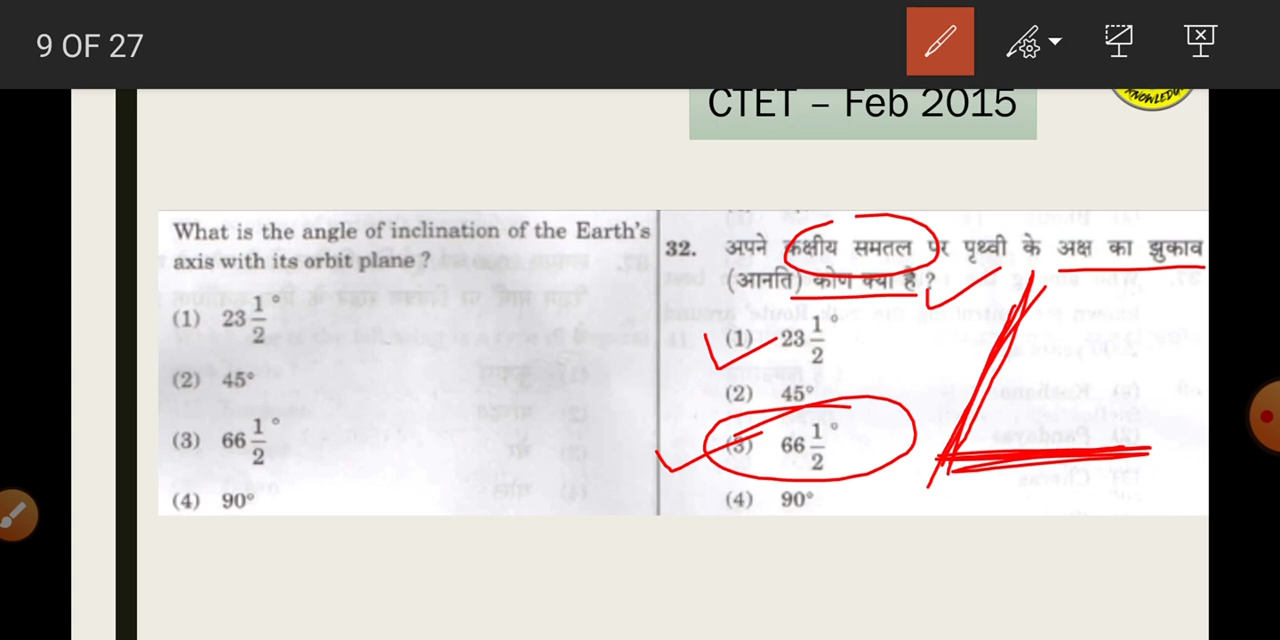 9 OF 27
CTET – Feb 2015
KNOWLEDGE
What is the angle of inclination of the Earth's
axis with its orbit plane ?
(1) 23 1/2°
(2) 45°
(3) 66 1/2°
(4) 90°
32. अपने कक्षीय समतल पर पृथ्वी के अक्ष का झुकाव
(आनति) कोण क्या है ?
(1) 23 1/2°
(2) 45°
(3) 66 1/2°
(4) 90°